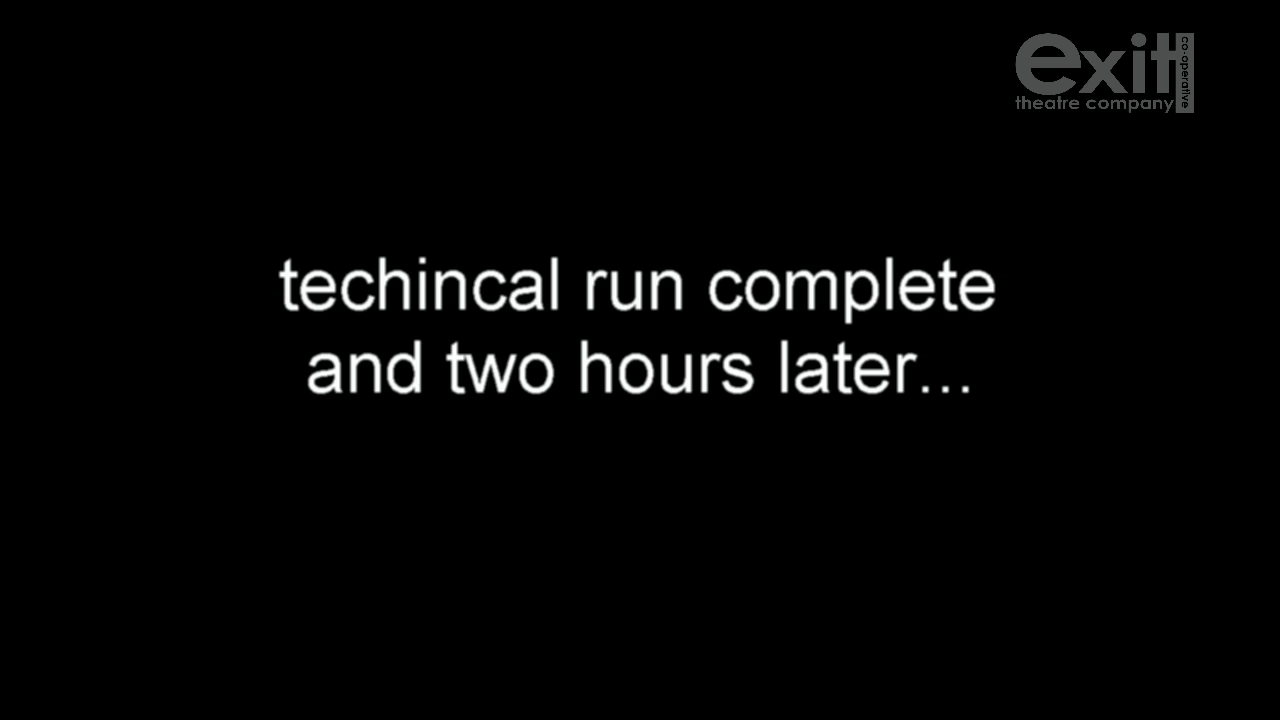 exit
co-operative
theatre company
techincal run complete
and two hours later...